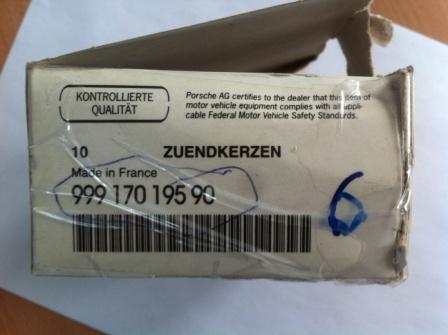 KONTROLLIERTE
QUALITÄT
Porsche AG certifies to the dealer that this item of
motor vehicle equipment complies with all appli-
cable Federal Motor Vehicle Safety Standards.
10 ZUENDKERZEN
Made in France
999 170 195 90
6